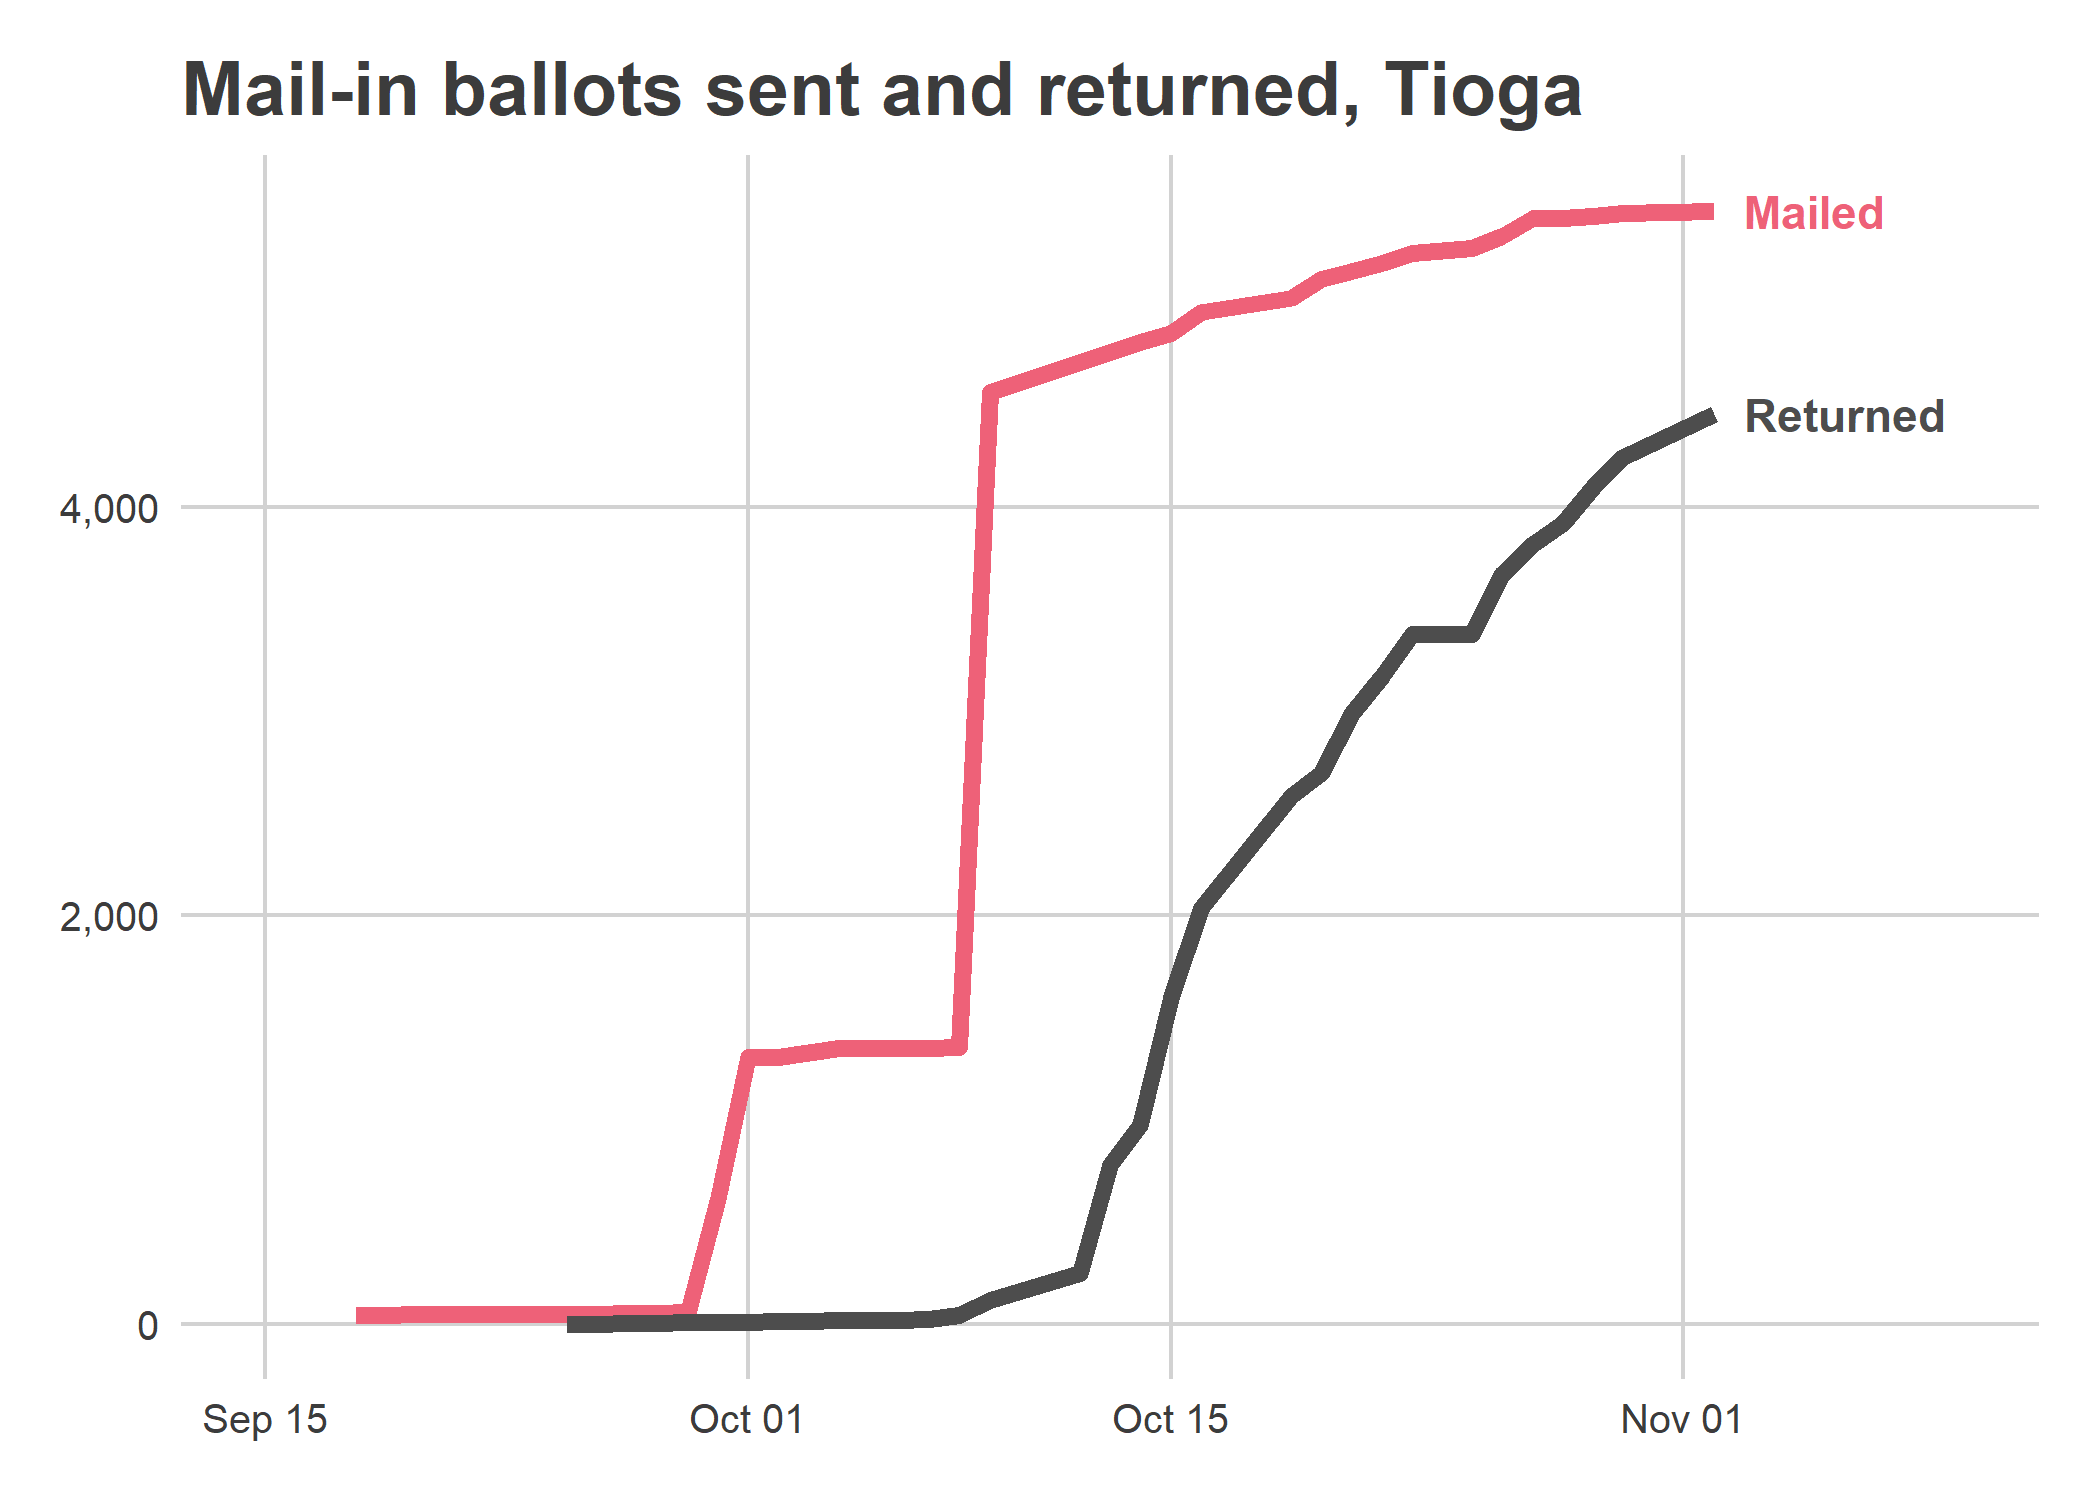 Mail-in ballots sent and returned, Tioga
Mailed
Returned
4,000
2,000
0
Sep 15
Oct 01
Oct 15
Nov 01